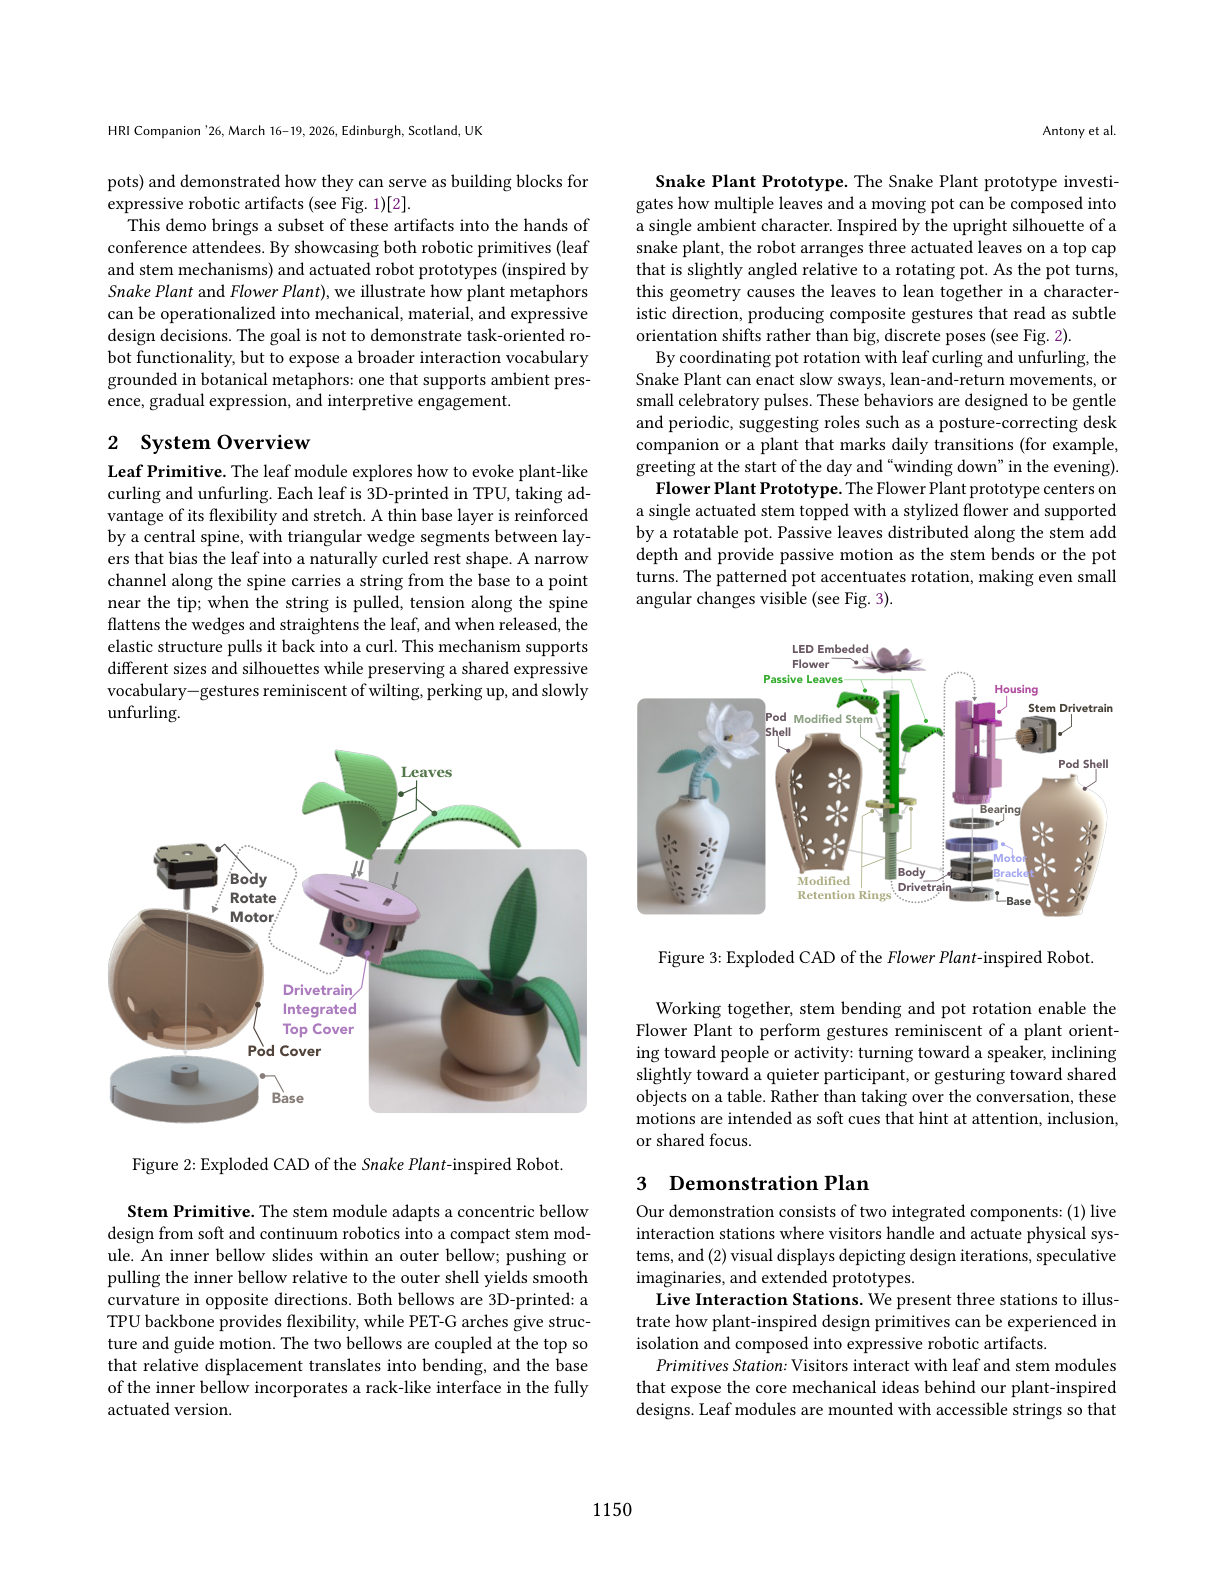 HRI Companion '26, March 16–19, 2026, Edinburgh, Scotland, UK
Antony et al.
pots) and demonstrated how they can serve as building blocks for
expressive robotic artifacts (see Fig. 1)[2].
This demo brings a subset of these artifacts into the hands of
conference attendees. By showcasing both robotic primitives (leaf
and stem mechanisms) and actuated robot prototypes (inspired by
Snake Plant and Flower Plant), we illustrate how plant metaphors
can be operationalized into mechanical, material, and expressive
design decisions. The goal is not to demonstrate task-oriented ro-
bot functionality, but to expose a broader interaction vocabulary
grounded in botanical metaphors: one that supports ambient pres-
ence, gradual expression, and interpretive engagement.
2 System Overview
Leaf Primitive. The leaf module explores how to evoke plant-like
curling and unfurling. Each leaf is 3D-printed in TPU, taking ad-
vantage of its flexibility and stretch. A thin base layer is reinforced
by a central spine, with triangular wedge segments between lay-
ers that bias the leaf into a naturally curled rest shape. A narrow
channel along the spine carries a string from the base to a point
near the tip; when the string is pulled, tension along the spine
flattens the wedges and straightens the leaf, and when released, the
elastic structure pulls it back into a curl. This mechanism supports
different sizes and silhouettes while preserving a shared expressive
vocabulary—gestures reminiscent of wilting, perking up, and slowly
unfurling.
Leaves
Body
Rotate
Motor
Drivetrain
Integrated
Top Cover
Pod Cover
Base
Figure 2: Exploded CAD of the Snake Plant-inspired Robot.
Stem Primitive. The stem module adapts a concentric bellow
design from soft and continuum robotics into a compact stem mod-
ule. An inner bellow slides within an outer bellow; pushing or
pulling the inner bellow relative to the outer shell yields smooth
curvature in opposite directions. Both bellows are 3D-printed: a
TPU backbone provides flexibility, while PET-G arches give struc-
ture and guide motion. The two bellows are coupled at the top so
that relative displacement translates into bending, and the base
of the inner bellow incorporates a rack-like interface in the fully
actuated version.
Snake Plant Prototype. The Snake Plant prototype investi-
gates how multiple leaves and a moving pot can be composed into
a single ambient character. Inspired by the upright silhouette of a
snake plant, the robot arranges three actuated leaves on a top cap
that is slightly angled relative to a rotating pot. As the pot turns,
this geometry causes the leaves to lean together in a character-
istic direction, producing composite gestures that read as subtle
orientation shifts rather than big, discrete poses (see Fig. 2).
By coordinating pot rotation with leaf curling and unfurling, the
Snake Plant can enact slow sways, lean-and-return movements, or
small celebratory pulses. These behaviors are designed to be gentle
and periodic, suggesting roles such as a posture-correcting desk
companion or a plant that marks daily transitions (for example,
greeting at the start of the day and “winding down” in the evening).
Flower Plant Prototype. The Flower Plant prototype centers on
a single actuated stem topped with a stylized flower and supported
by a rotatable pot. Passive leaves distributed along the stem add
depth and provide passive motion as the stem bends or the pot
turns. The patterned pot accentuates rotation, making even small
angular changes visible (see Fig. 3).
LED Embeded
Flower
Passive Leaves
Pod
Shell
Modified Stem
Housing
Stem Drivetrain
Pod Shell
Bearing
Motor
Bracket
Body
Drivetrain
Modified
Retention Rings
Base
Figure 3: Exploded CAD of the Flower Plant-inspired Robot.
Working together, stem bending and pot rotation enable the
Flower Plant to perform gestures reminiscent of a plant orient-
ing toward people or activity: turning toward a speaker, inclining
slightly toward a quieter participant, or gesturing toward shared
objects on a table. Rather than taking over the conversation, these
motions are intended as soft cues that hint at attention, inclusion,
or shared focus.
3 Demonstration Plan
Our demonstration consists of two integrated components: (1) live
interaction stations where visitors handle and actuate physical sys-
tems, and (2) visual displays depicting design iterations, speculative
imaginaries, and extended prototypes.
Live Interaction Stations. We present three stations to illus-
trate how plant-inspired design primitives can be experienced in
isolation and composed into expressive robotic artifacts.
Primitives Station: Visitors interact with leaf and stem modules
that expose the core mechanical ideas behind our plant-inspired
designs. Leaf modules are mounted with accessible strings so that
1150